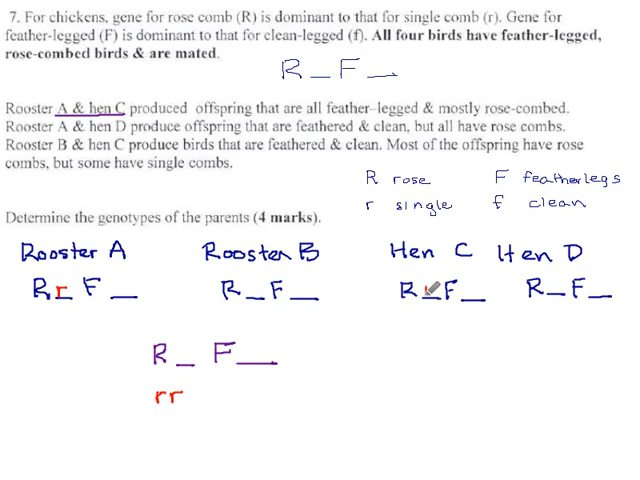 7. For chickens, gene for rose comb (R) is dominant to that for single comb (r). Gene for
feather-legged (F) is dominant to that for clean-legged (f). All four birds have feather-legged,
rose-combed birds & are mated.
R _ F _
Rooster A & hen C produced offspring that are all feather–legged & mostly rose-combed.
Rooster A & hen D produce offspring that are feathered & clean, but all have rose combs.
Rooster B & hen C produce birds that are feathered & clean. Most of the offspring have rose
combs, but some have single combs.
R rose F featherlegs
r single f clean
Determine the genotypes of the parents (4 marks).
Rooster A Rooster B Hen C Hen D
Rr F _ R _ F _ R _ F _ R _ F _
R _ F _
rr